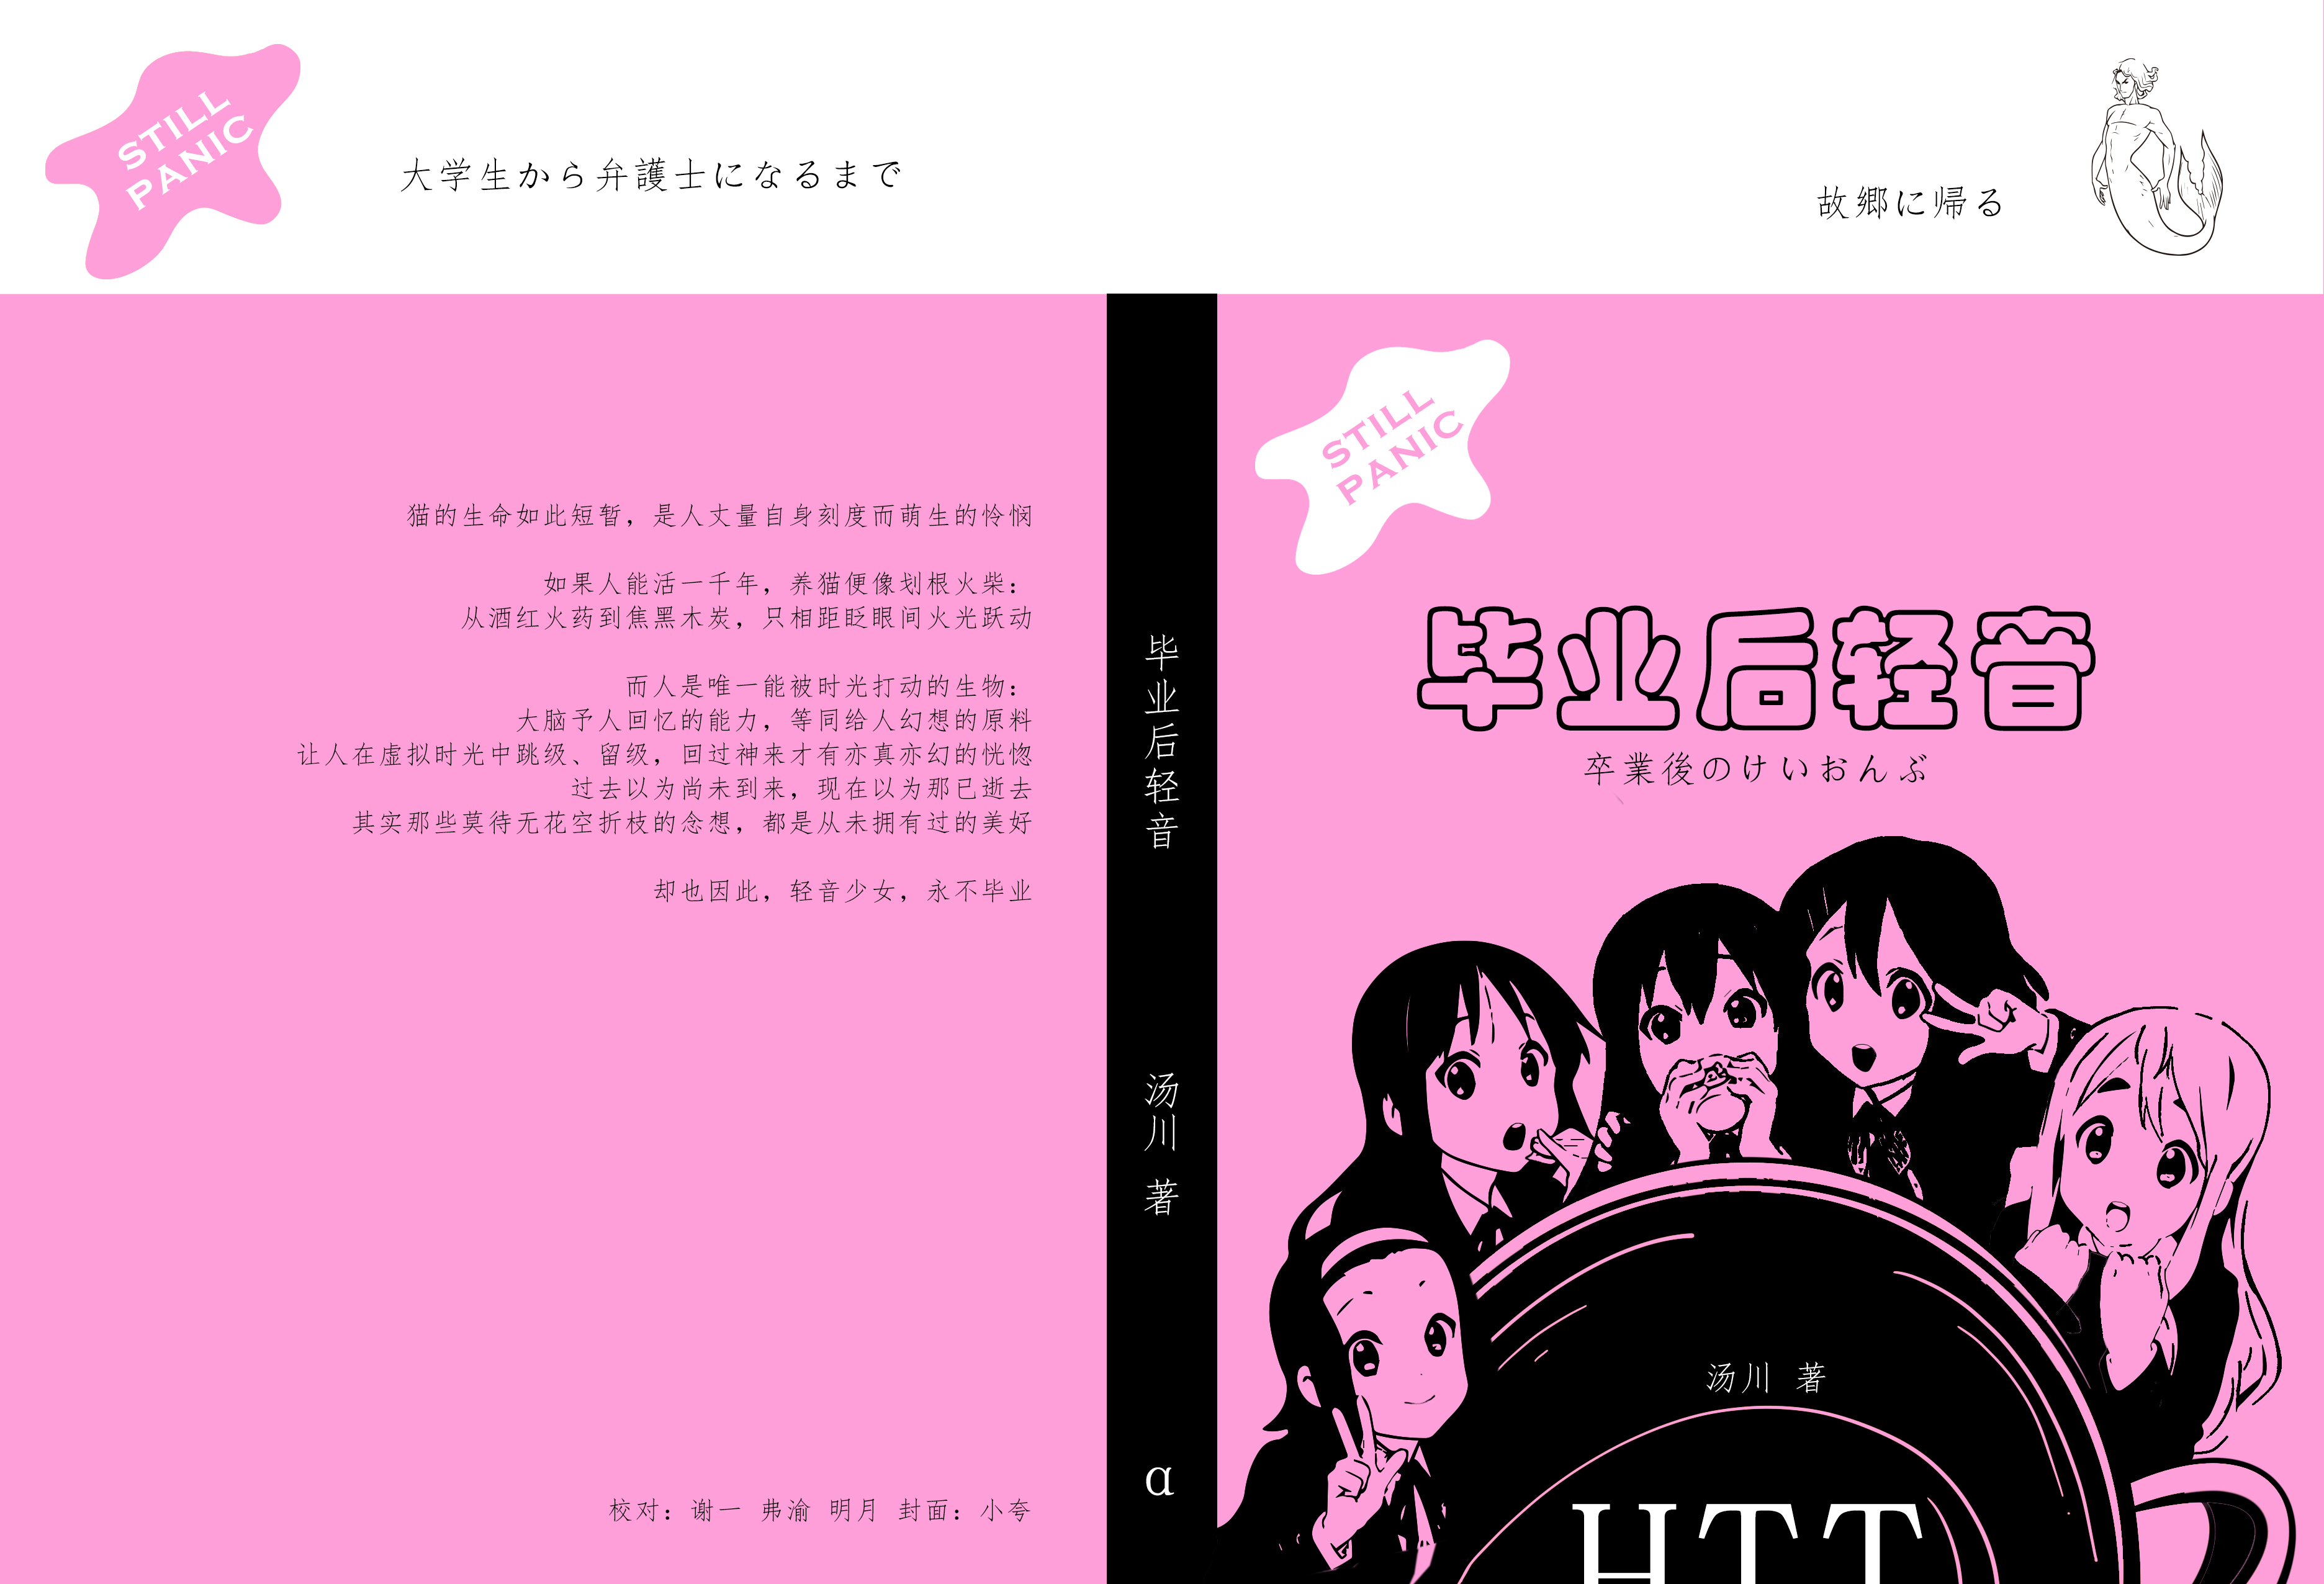 STILL
PANIC
大学生から弁護士になるまで
故郷に帰る
猫的生命如此短暂，是人丈量自身刻度而萌生的怜悯
如果人能活一千年，养猫便像划根火柴：
从酒红火药到焦黑木炭，只相距眨眼间火光跃动
而人是唯一能被时光打动的生物：
大脑予人回忆的能力，等同给人幻想的原料
让人在虚拟时光中跳级、留级，回过神来才有亦真亦幻的恍惚
过去以为尚未到来，现在以为那已逝去
其实那些莫待无花空折枝的念想，都是从未拥有过的美好
却也因此，轻音少女，永不毕业
校对：谢一 弗渝 明月 封面：小夸
毕业后轻音
汤川 著
α
STILL
PANIC
毕业后轻音
卒業後のけいおんぶ
汤川 著
HTT